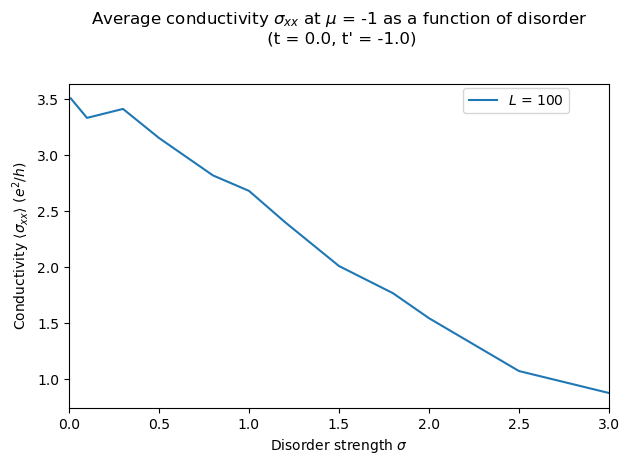 Average conductivity σ_xx at μ = -1 as a function of disorder
(t = 0.0, t' = -1.0)
L = 100
3.5
3.0
2.5
2.0
1.5
1.0
Conductivity ⟨σ_xx⟩ (e²/h)
0.0 0.5 1.0 1.5 2.0 2.5 3.0
Disorder strength σ